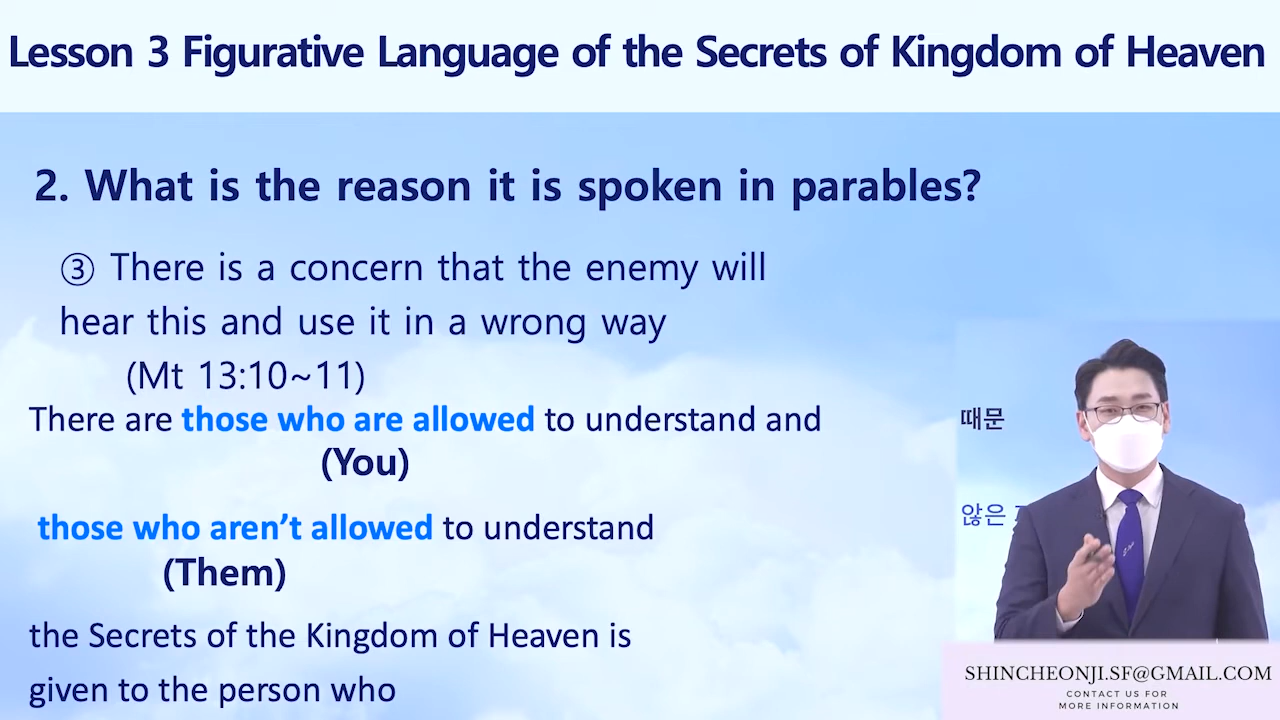 Lesson 3 Figurative Language of the Secrets of Kingdom of Heaven
2. What is the reason it is spoken in parables?
③ There is a concern that the enemy will
hear this and use it in a wrong way
(Mt 13:10~11)
There are those who are allowed to understand and
(You)
those who aren't allowed to understand
(Them)
the Secrets of the Kingdom of Heaven is
given to the person who
때문
않은
SHINCHEONJI.SF@GMAIL.COM
CONTACT US FOR
MORE INFORMATION